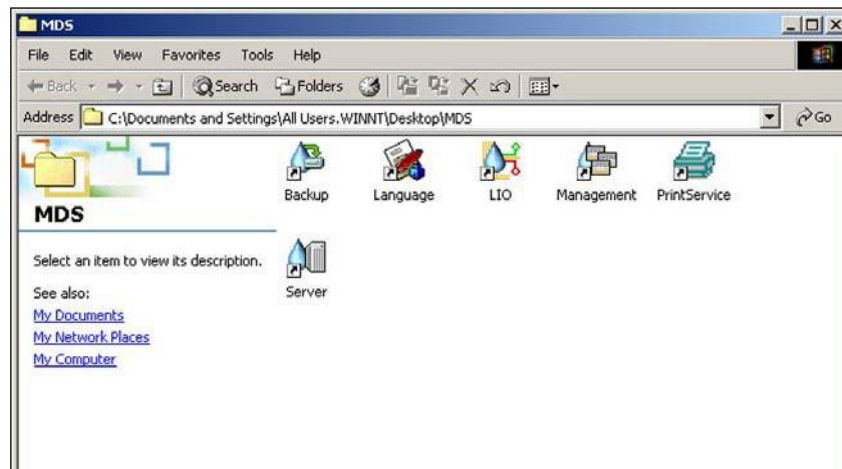 MDS
File Edit View Favorites Tools Help
Back Search Folders
Address C:\Documents and Settings\All Users.WINNT\Desktop\MDS Go
MDS
Select an item to view its description.
See also:
My Documents
My Network Places
My Computer
Backup Language LIO Management PrintService
Server